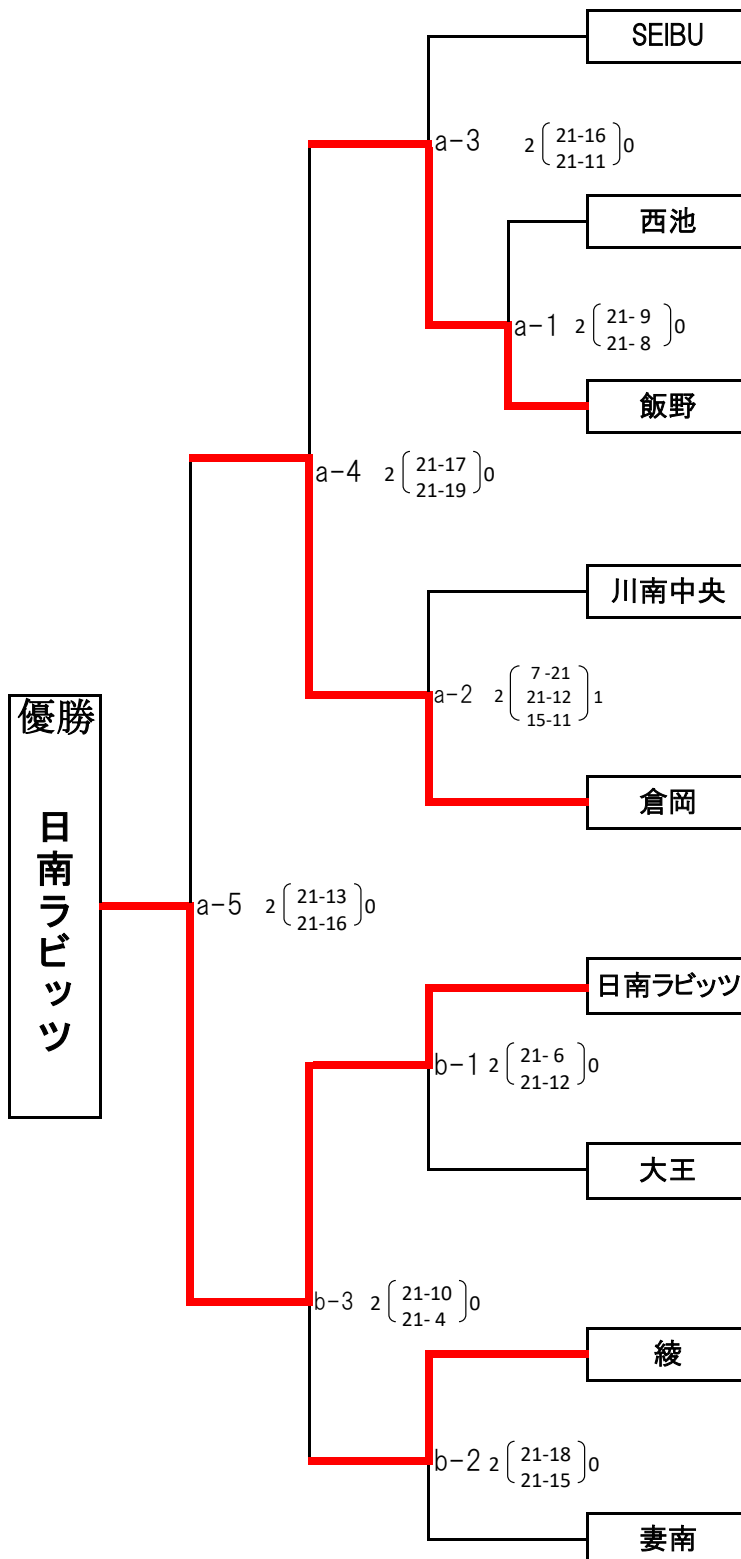 SEIBU
a-3 2 21-16 0
21-11
西池
a-1 2 21- 9 0
21- 8
飯野
a-4 2 21-17 0
21-19
川南中央
a-2 2 7 -21 1
21-12
15-11
優勝
日南ラビッツ
倉岡
a-5 2 21-13 0
21-16
日南ラビッツ
b-1 2 21- 6 0
21-12
大王
b-3 2 21-10 0
21- 4
綾
b-2 2 21-18 0
21-15
妻南